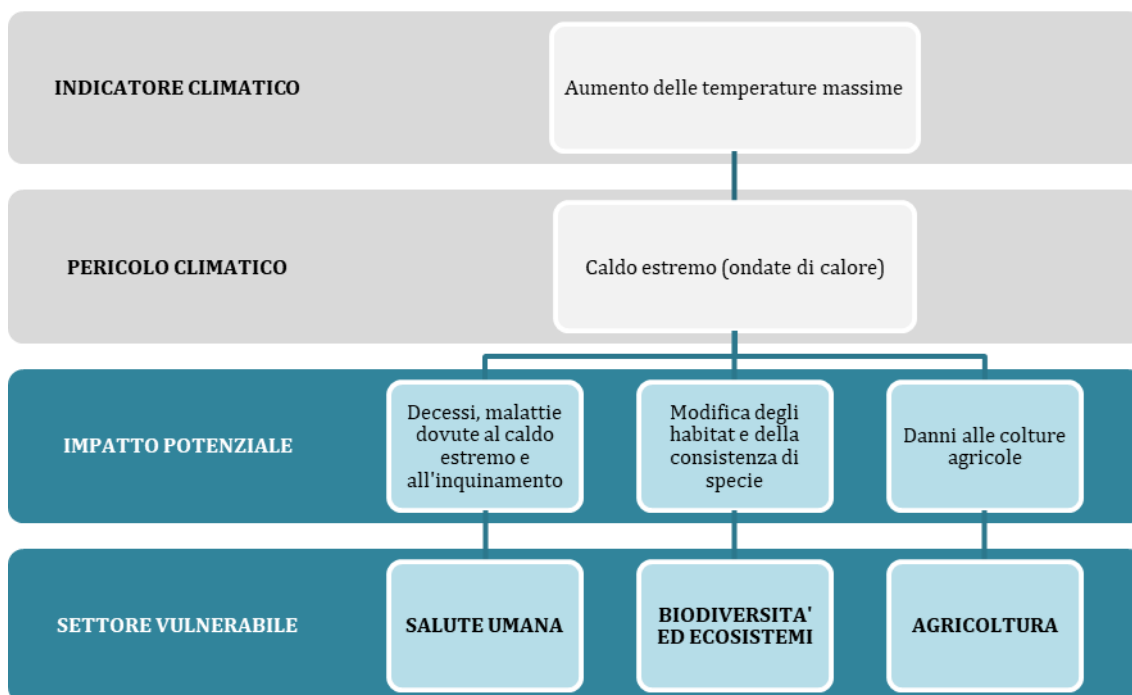 INDICATORE CLIMATICO
Aumento delle temperature massime
PERICOLO CLIMATICO
Caldo estremo (ondate di calore)
IMPATTO POTENZIALE
Decessi, malattie
dovute al caldo
estremo e
all'inquinamento
Modifica degli
habitat e della
consistenza di
specie
Danni alle colture
agricole
SETTORE VULNERABILE
SALUTE UMANA
BIODIVERSITA'
ED ECOSISTEMI
AGRICOLTURA